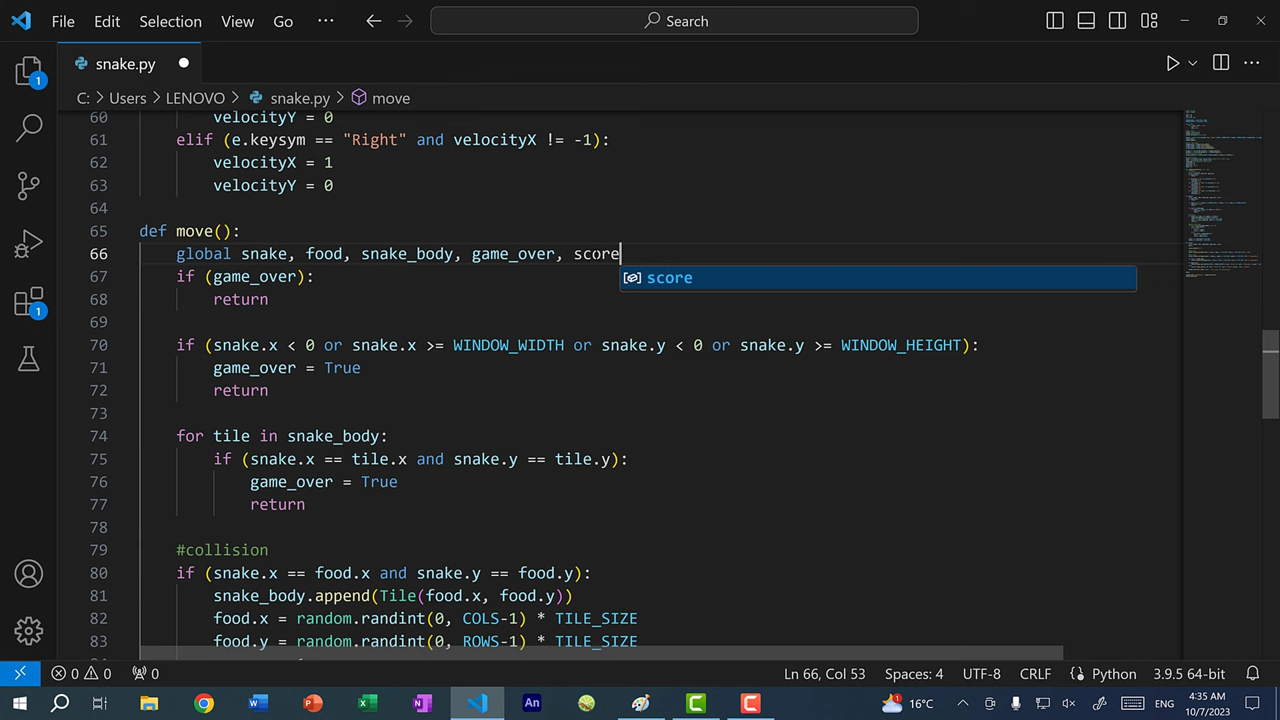 File Edit Selection View Go ··· Search
snake.py
1
C: > Users > LENOVO > snake.py > move
60 velocityY = 0
61 elif (e.keysym == "Right" and velocityX != -1):
62 velocityX = 1
63 velocityY = 0
64
65 def move():
66 global snake, food, snake_body, game_over, score
score
67 if (game_over):
68 return
69
70 if (snake.x < 0 or snake.x >= WINDOW_WIDTH or snake.y < 0 or snake.y >= WINDOW_HEIGHT):
71 game_over = True
72 return
73
74 for tile in snake_body:
75 if (snake.x == tile.x and snake.y == tile.y):
76 game_over = True
77 return
78
79 #collision
80 if (snake.x == food.x and snake.y == food.y):
81 snake_body.append(Tile(food.x, food.y))
82 food.x = random.randint(0, COLS-1) * TILE_SIZE
83 food.y = random.randint(0, ROWS-1) * TILE_SIZE
1
0 0 0 Ln 66, Col 53 Spaces: 4 UTF-8 CRLF Python 3.9.5 64-bit
W P X N An C C 16°C ENG 4:35 AM
10/7/2023